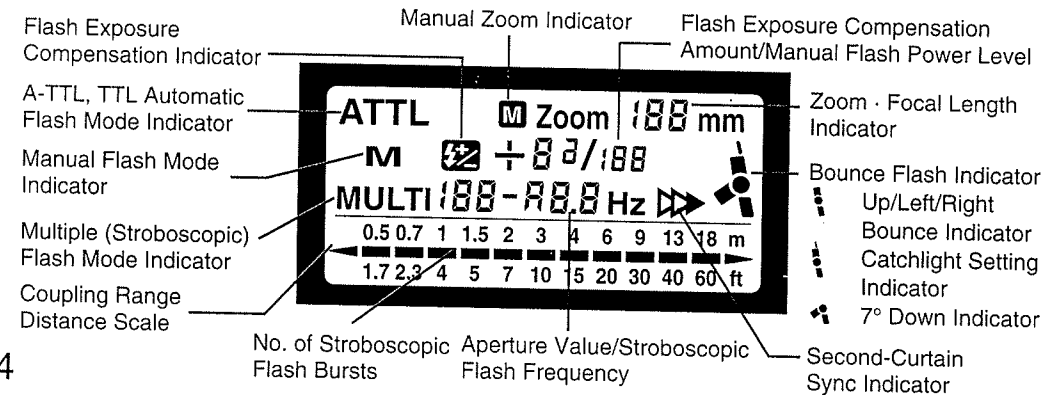 Manual Zoom Indicator
Flash Exposure
Compensation Indicator
Flash Exposure Compensation
Amount/Manual Flash Power Level
A-TTL, TTL Automatic
Flash Mode Indicator
Manual Flash Mode
Indicator
Multiple (Stroboscopic)
Flash Mode Indicator
Coupling Range
Distance Scale
ATTL M Zoom 188 mm
M ÷8 a/188
MULTI 188-A8.8 Hz
0.5 0.7 1 1.5 2 3 4 6 9 13 18 m
1.7 2.3 4 5 7 10 15 20 30 40 60 ft
Zoom · Focal Length
Indicator
Bounce Flash Indicator
Up/Left/Right
Bounce Indicator
Catchlight Setting
Indicator
7° Down Indicator
No. of Stroboscopic
Flash Bursts
Aperture Value/Stroboscopic
Flash Frequency
Second-Curtain
Sync Indicator
4